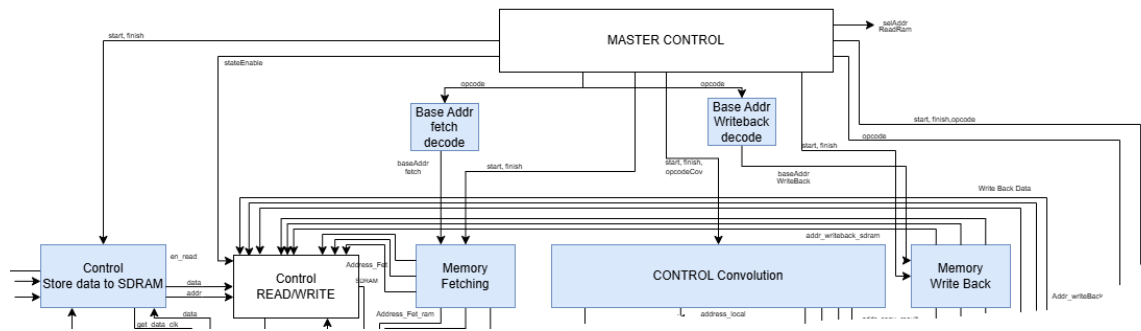 MASTER CONTROL
selAddr
ReadRam
start, finish
stateEnable
opcode
opcode
Base Addr
fetch
decode
Base Addr
Writeback
decode
start, finish,opcode
opcode
baseAddr
fetch
start, finish
start, finish,
opcodeCov
start, finish
baseAddr
WriteBack
Write Back Data
addr_writeback_sdram
Control
Store data to SDRAM
en_read
data
addr
Control
READ/WRITE
Address_Fet
SDRAM
Memory
Fetching
CONTROL Convolution
Memory
Write Back
Addr_writeBack
get_data_clk
data
Address_Fet_ram
address_local